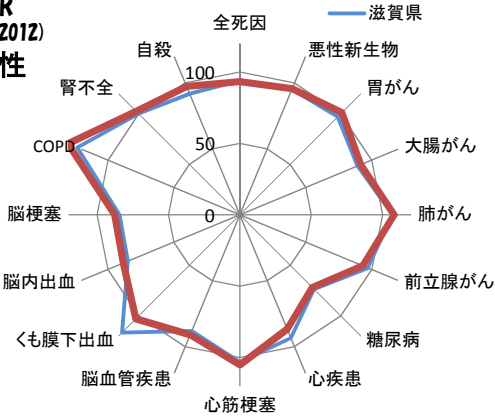 2012)
性
滋賀県
全死因
悪性新生物
胃がん
大腸がん
肺がん
前立腺がん
糖尿病
心疾患
心筋梗塞
脳血管疾患
くも膜下出血
脳内出血
脳梗塞
COPD
腎不全
自殺
100
50
0